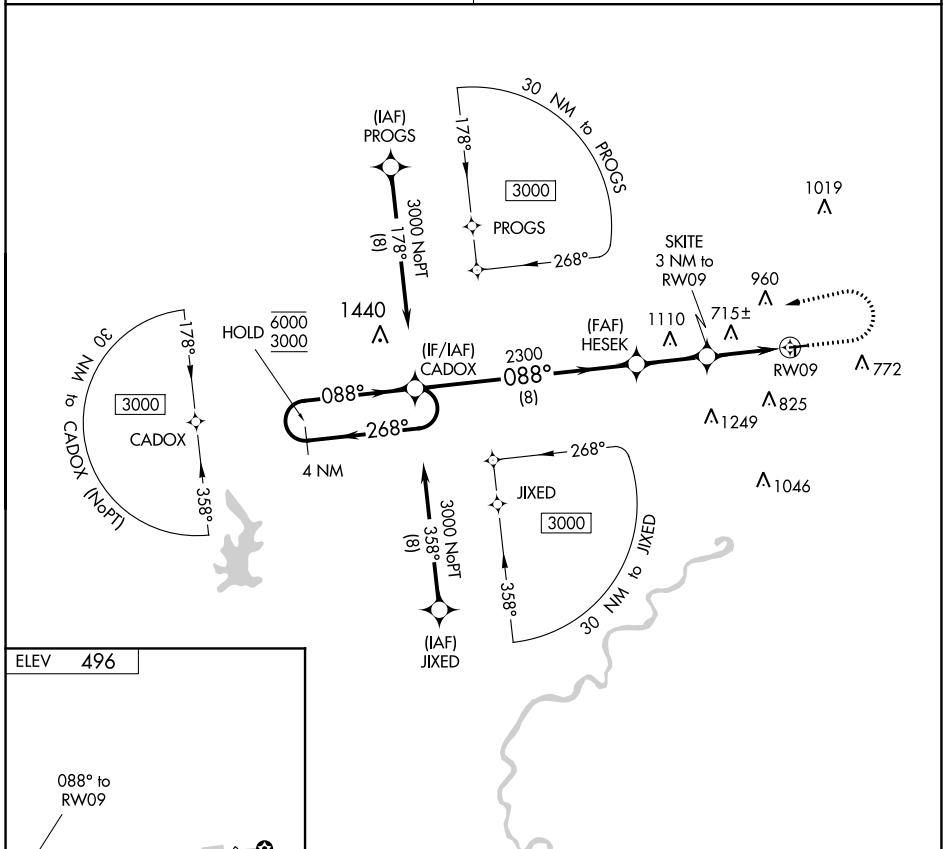 (IAF)
PROGS
30 NM to PROGS
178°
3000
PROGS
268°
3000 NoPT
178°
(8)
1019
SKITE
3 NM to
RW09
960
1440
HOLD
6000
3000
(IF/IAF)
CADOX
2300
088°
(8)
(FAF)
HESEK
1110
715±
RW09
772
825
1249
1046
30 NM to CADOX (NoPT)
178°
3000
CADOX
358°
088°
268°
4 NM
268°
JIXED
3000
358°
30 NM to JIXED
3000 NoPT
358°
(8)
(IAF)
JIXED
ELEV 496
088° to
RW09